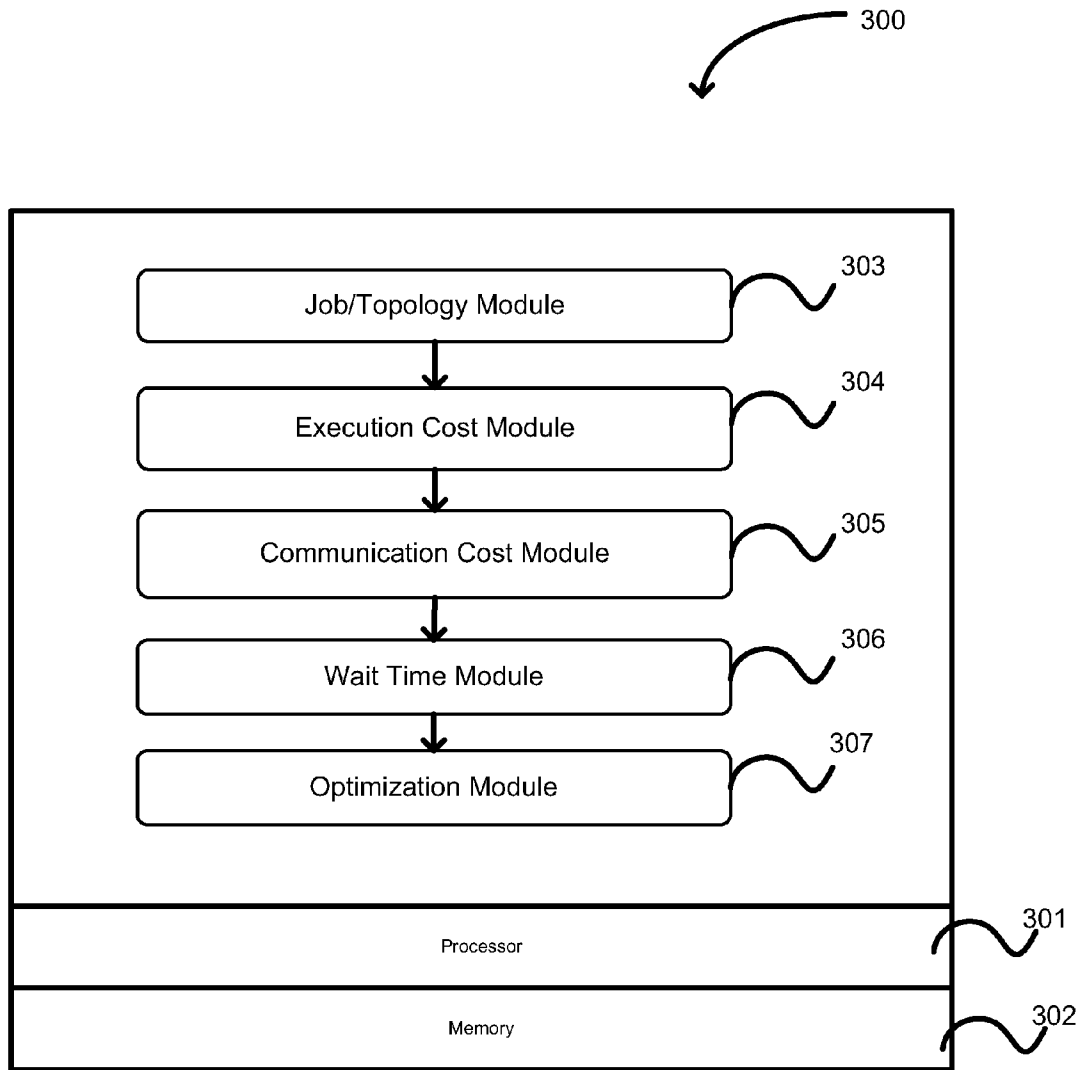 300
Job/Topology Module
303
Execution Cost Module
304
Communication Cost Module
305
Wait Time Module
306
Optimization Module
307
Processor
301
Memory
302